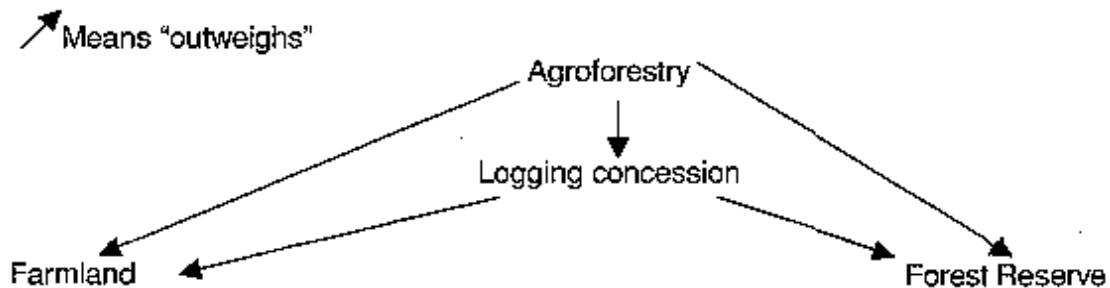 Means "outweighs"
Agroforestry
Logging concession
Farmland
Forest Reserve